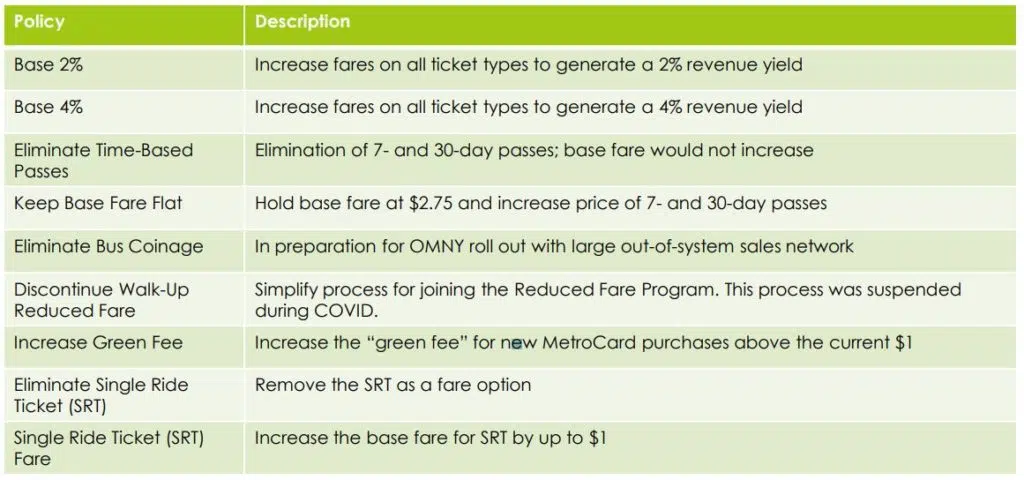 Policy Description
Base 2% Increase fares on all ticket types to generate a 2% revenue yield
Base 4% Increase fares on all ticket types to generate a 4% revenue yield
Eliminate Time-Based Elimination of 7- and 30-day passes; base fare would not increase
Passes
Keep Base Fare Flat Hold base fare at $2.75 and increase price of 7- and 30-day passes
Eliminate Bus Coinage In preparation for OMNY roll out with large out-of-system sales network
Discontinue Walk-Up Simplify process for joining the Reduced Fare Program. This process was suspended
Reduced Fare during COVID.
Increase Green Fee Increase the “green fee” for new MetroCard purchases above the current $1
Eliminate Single Ride Remove the SRT as a fare option
Ticket (SRT)
Single Ride Ticket (SRT) Increase the base fare for SRT by up to $1
Fare